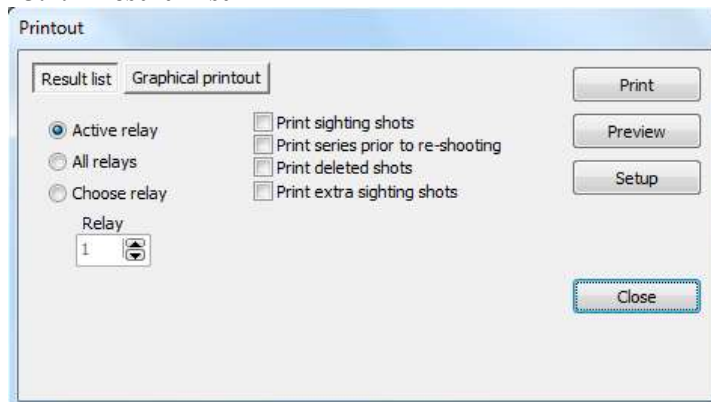 Printout
Result list Graphical printout
Print
Active relay
Print sighting shots
Print series prior to re-shooting
Preview
All relays
Print deleted shots
Setup
Choose relay
Print extra sighting shots
Relay
1
Close